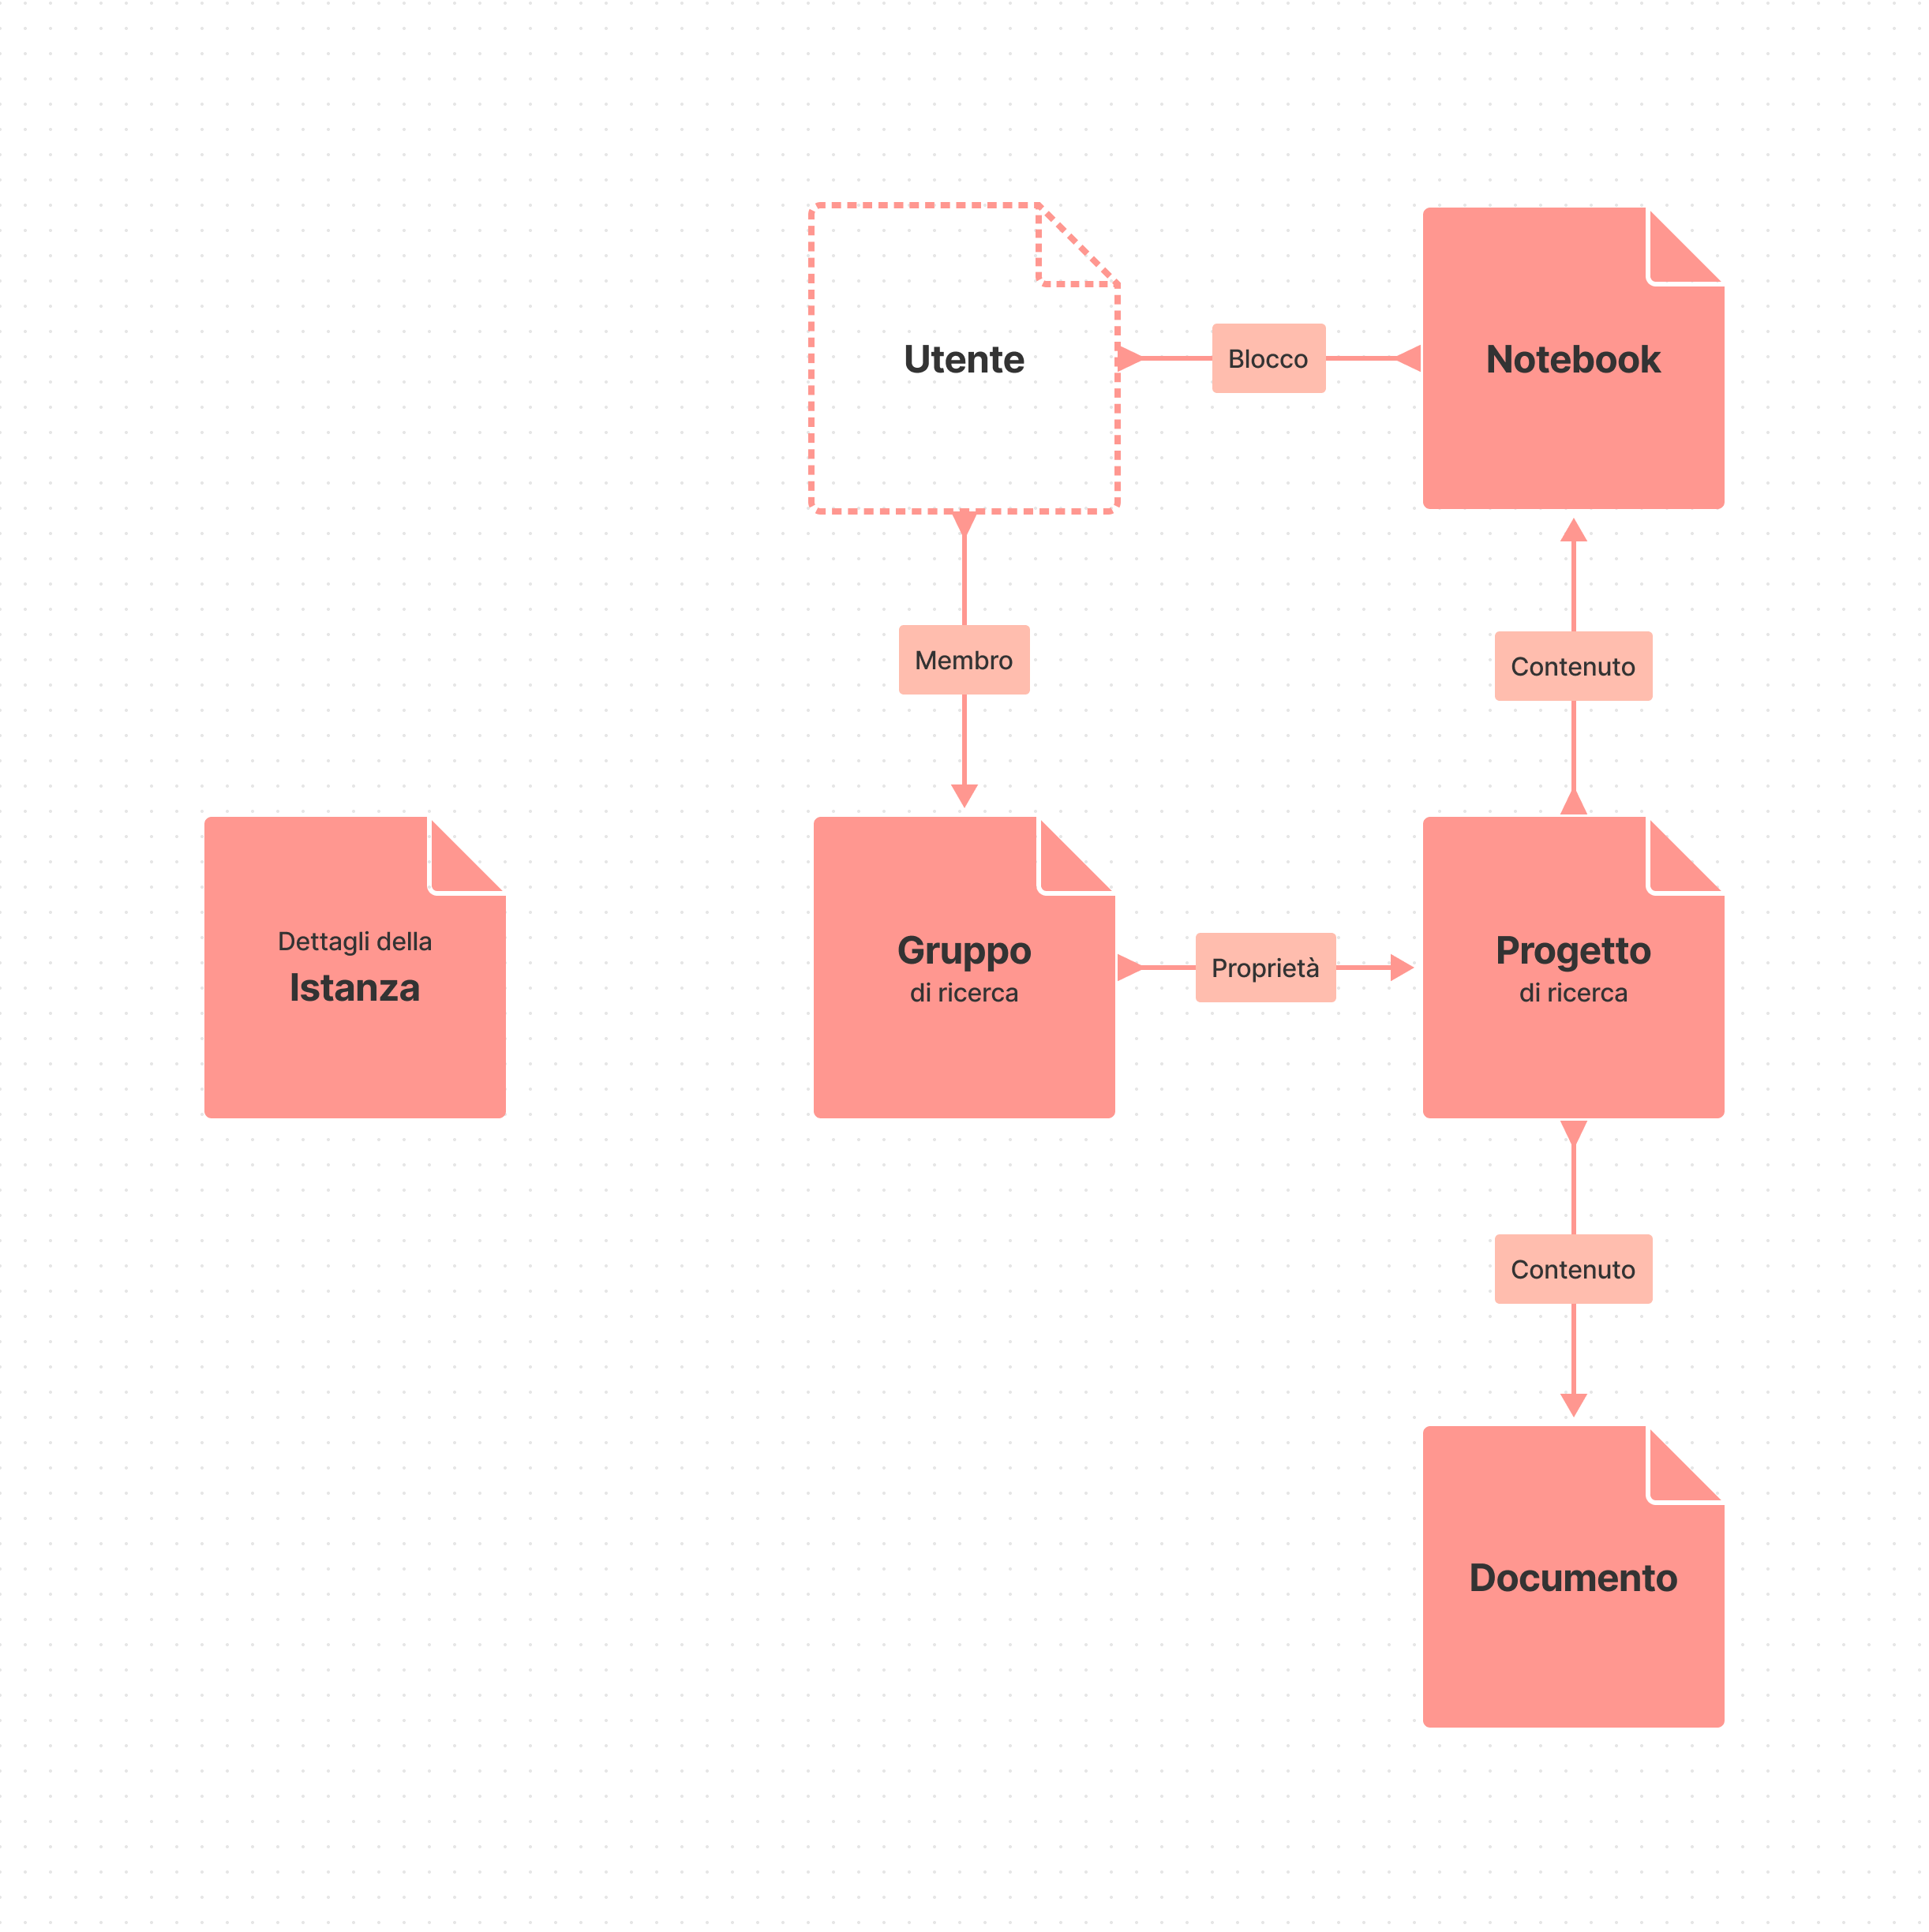 Utente
Blocco
Notebook
Membro
Contenuto
Dettagli della
Istanza
Gruppo
di ricerca
Proprietà
Progetto
di ricerca
Contenuto
Documento